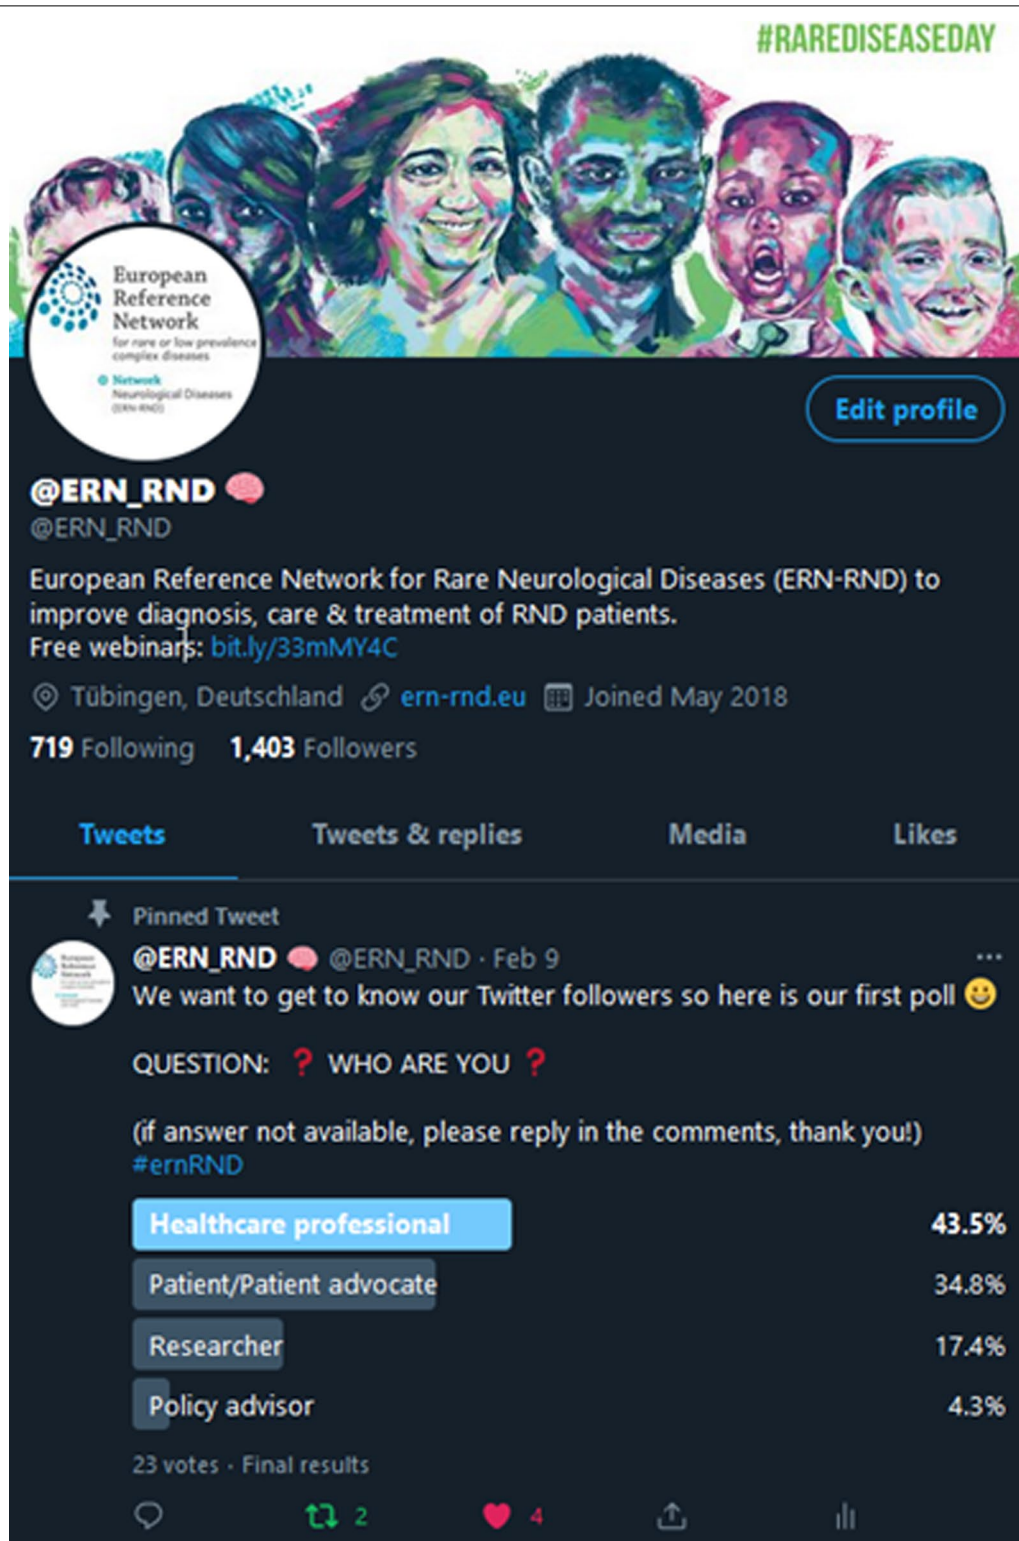 #RAREDISEASEDAY
European
Reference
Network
for rare or low prevalence
complex diseases
Network
Neurological Diseases
(ERN-RND)
Edit profile
@ERN_RND 🧠
@ERN_RND
European Reference Network for Rare Neurological Diseases (ERN-RND) to
improve diagnosis, care & treatment of RND patients.
Free webinars: bit.ly/33mMY4C
Tübingen, Deutschland ern-rnd.eu Joined May 2018
719 Following 1,403 Followers
Tweets Tweets & replies Media Likes
Pinned Tweet
@ERN_RND 🧠 @ERN_RND · Feb 9 ...
We want to get to know our Twitter followers so here is our first poll 😀
QUESTION: ❓ WHO ARE YOU ❓
(if answer not available, please reply in the comments, thank you!)
#ernRND
Healthcare professional 43.5%
Patient/Patient advocate 34.8%
Researcher 17.4%
Policy advisor 4.3%
23 votes · Final results
2 4